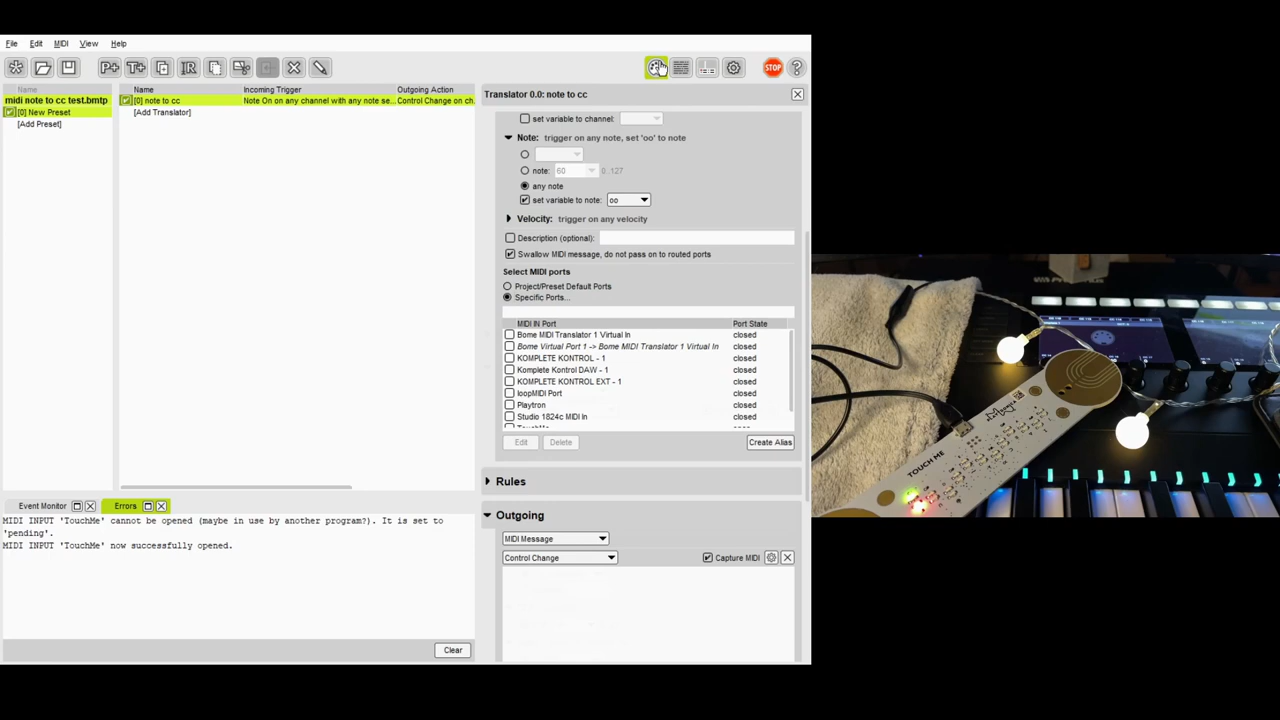 File Edit MIDI View Help
P+ T+ IR STOP ?
Name
midi note to cc test.bmtp
[0] New Preset
[Add Preset]
Name Incoming Trigger Outgoing Action
[0] note to cc Note On on any channel with any note se... Control Change on ch
[Add Translator]
Translator 0.0: note to cc
set variable to channel:
Note: trigger on any note, set 'oo' to note
note: 60 0..127
any note
set variable to note: oo
Velocity: trigger on any velocity
Description (optional):
Swallow MIDI message, do not pass on to routed ports
Select MIDI ports
Project/Preset Default Ports
Specific Ports...
MIDI IN Port Port State
Bome MIDI Translator 1 Virtual In closed
Bome Virtual Port 1 -> Bome MIDI Translator 1 Virtual In closed
KOMPLETE KONTROL - 1 closed
Komplete Kontrol DAW - 1 closed
KOMPLETE KONTROL EXT - 1 closed
loopMIDI Port closed
Playtron closed
Studio 1824c MIDI In closed
Edit Delete Create Alias
Rules
Outgoing
MIDI Message
Control Change Capture MIDI
Event Monitor Errors
MIDI INPUT 'TouchMe' cannot be opened (maybe in use by another program?). It is set to
'pending'.
MIDI INPUT 'TouchMe' now successfully opened.
Clear
TOUCH ME